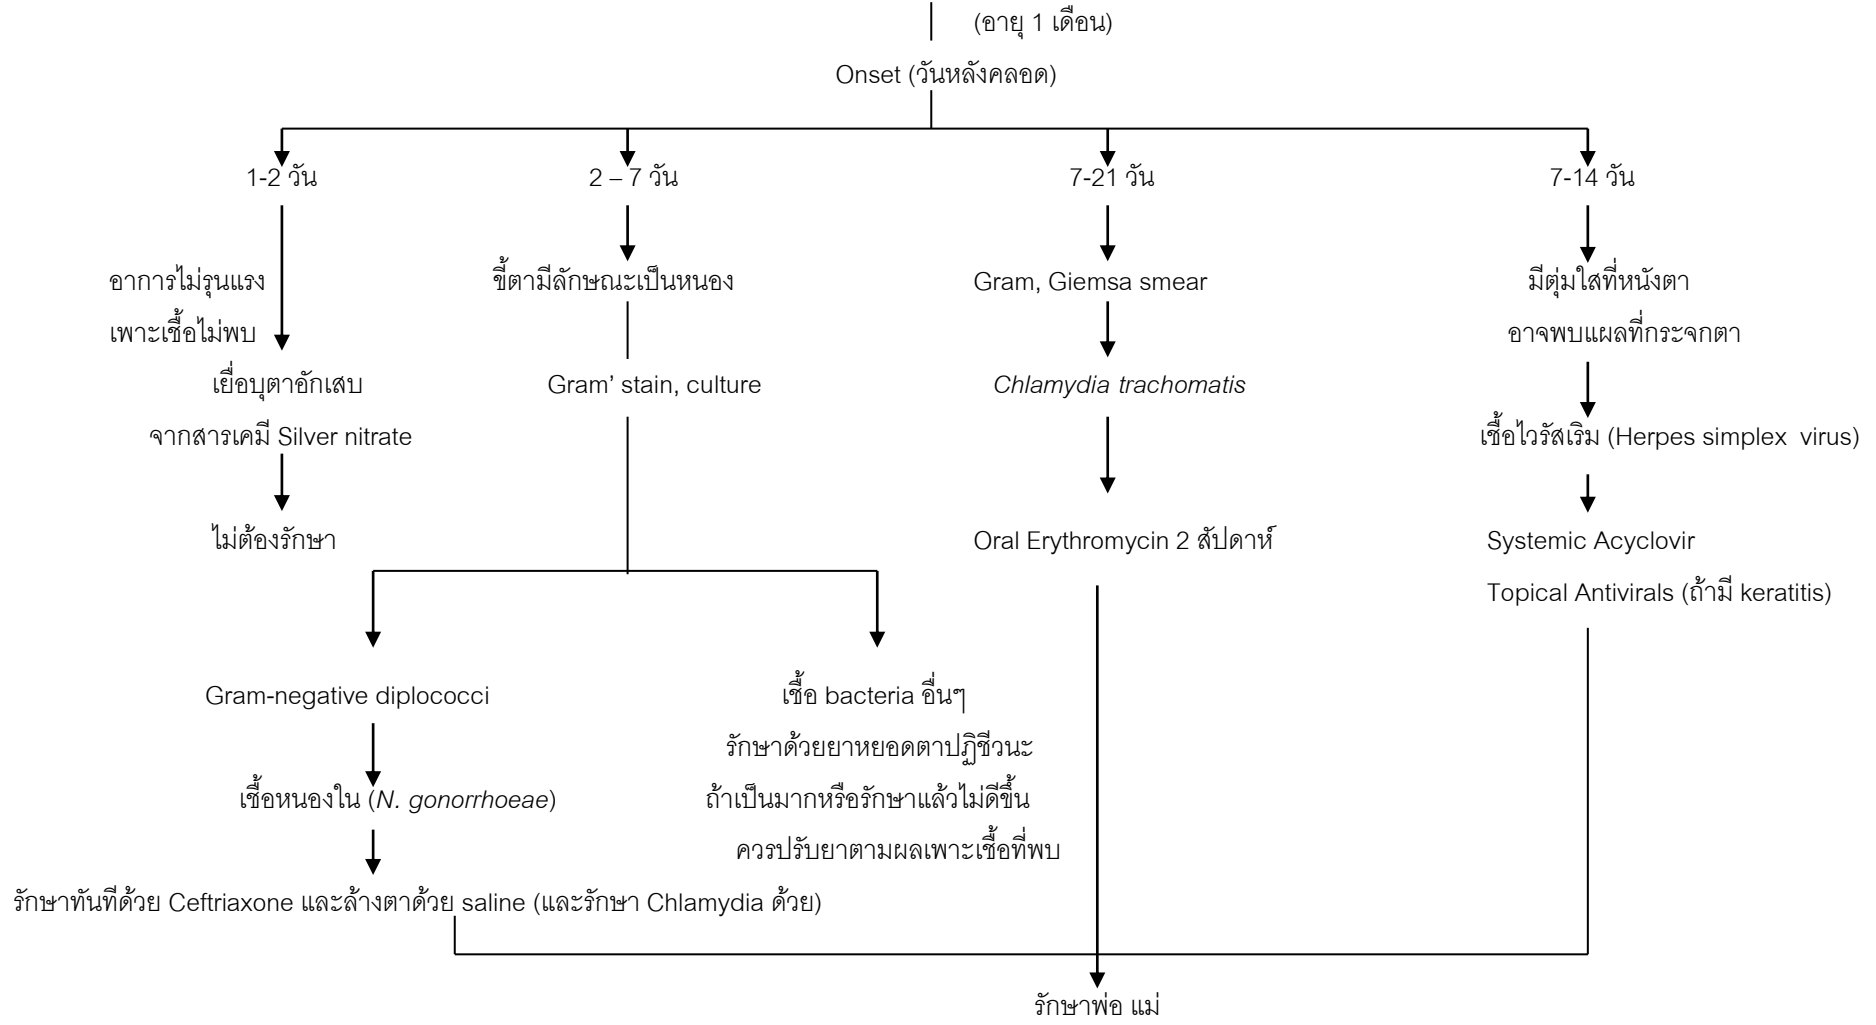 (อายุ 1 เดือน)
Onset (วันหลังคลอด)
1-2 วัน
2 – 7 วัน
7-21 วัน
7-14 วัน
อาการไม่รุนแรง
เพาะเชื้อไม่พบ
ขี้ตามีลักษณะเป็นหนอง
Gram, Giemsa smear
มีตุ่มใสที่หนังตา
อาจพบแผลที่กระจกตา
เยื่อบุตาอักเสบ
จากสารเคมี Silver nitrate
Gram' stain, culture
Chlamydia trachomatis
เชื้อไวรัสเริม (Herpes simplex virus)
ไม่ต้องรักษา
Oral Erythromycin 2 สัปดาห์
Systemic Acyclovir
Topical Antivirals (ถ้ามี keratitis)
Gram-negative diplococci
เชื้อ bacteria อื่นๆ
รักษาด้วยยาหยอดตาปฏิชีวนะ
ถ้าเป็นมากหรือรักษาแล้วไม่ดีขึ้น
ควรปรับยาตามผลเพาะเชื้อที่พบ
เชื้อหนองใน (N. gonorrhoeae)
รักษาทันทีด้วย Ceftriaxone และล้างตาด้วย saline (และรักษา Chlamydia ด้วย)
รักษาพ่อ แม่